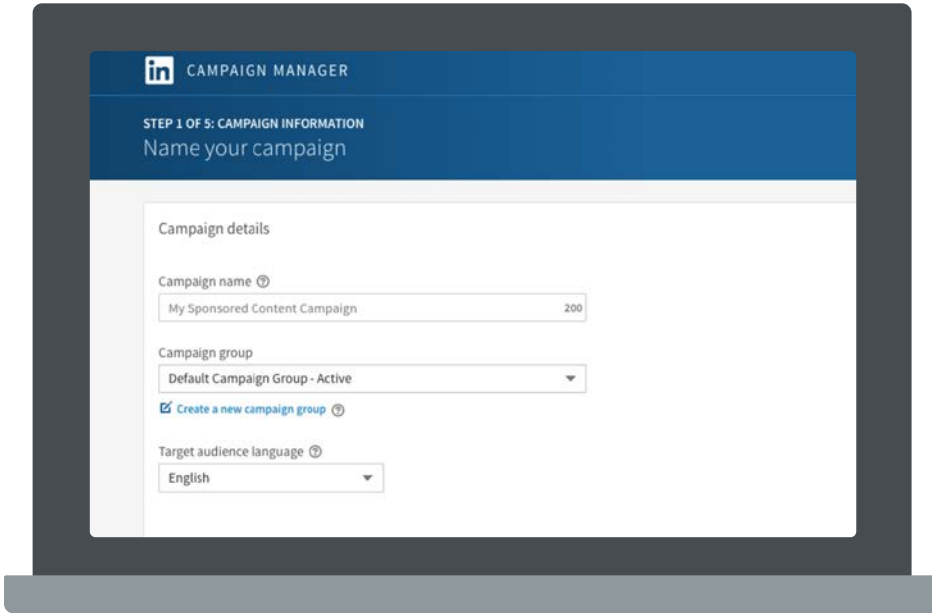 in CAMPAIGN MANAGER
STEP 1 OF 5: CAMPAIGN INFORMATION
Name your campaign
Campaign details
Campaign name ?
My Sponsored Content Campaign 200
Campaign group
Default Campaign Group - Active
Create a new campaign group ?
Target audience language ?
English